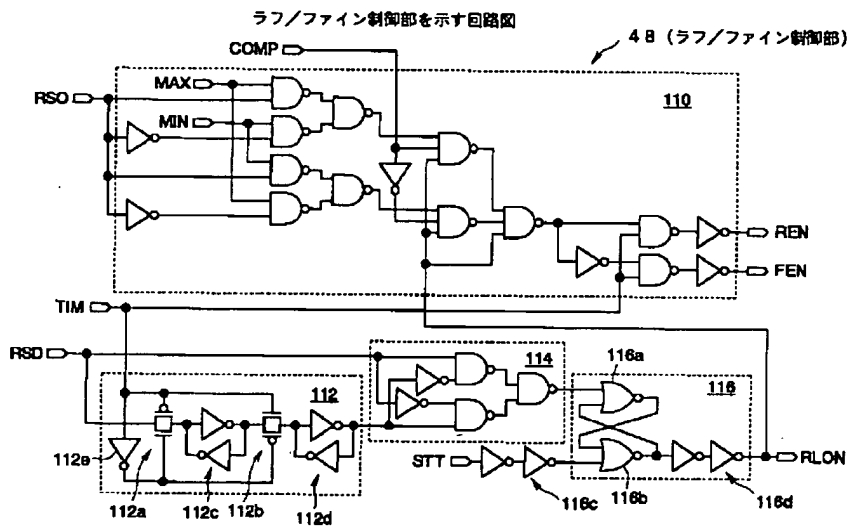 ラフ/ファイン制御部を示す回路図
COMP
48 (ラフ/ファイン制御部)
MAX
110
RSO
MIN
REN
FEN
TIM
RSD
114
116a
112
116
112e
STT
RLON
112a
112c
112b
112d
116c
116b
116d